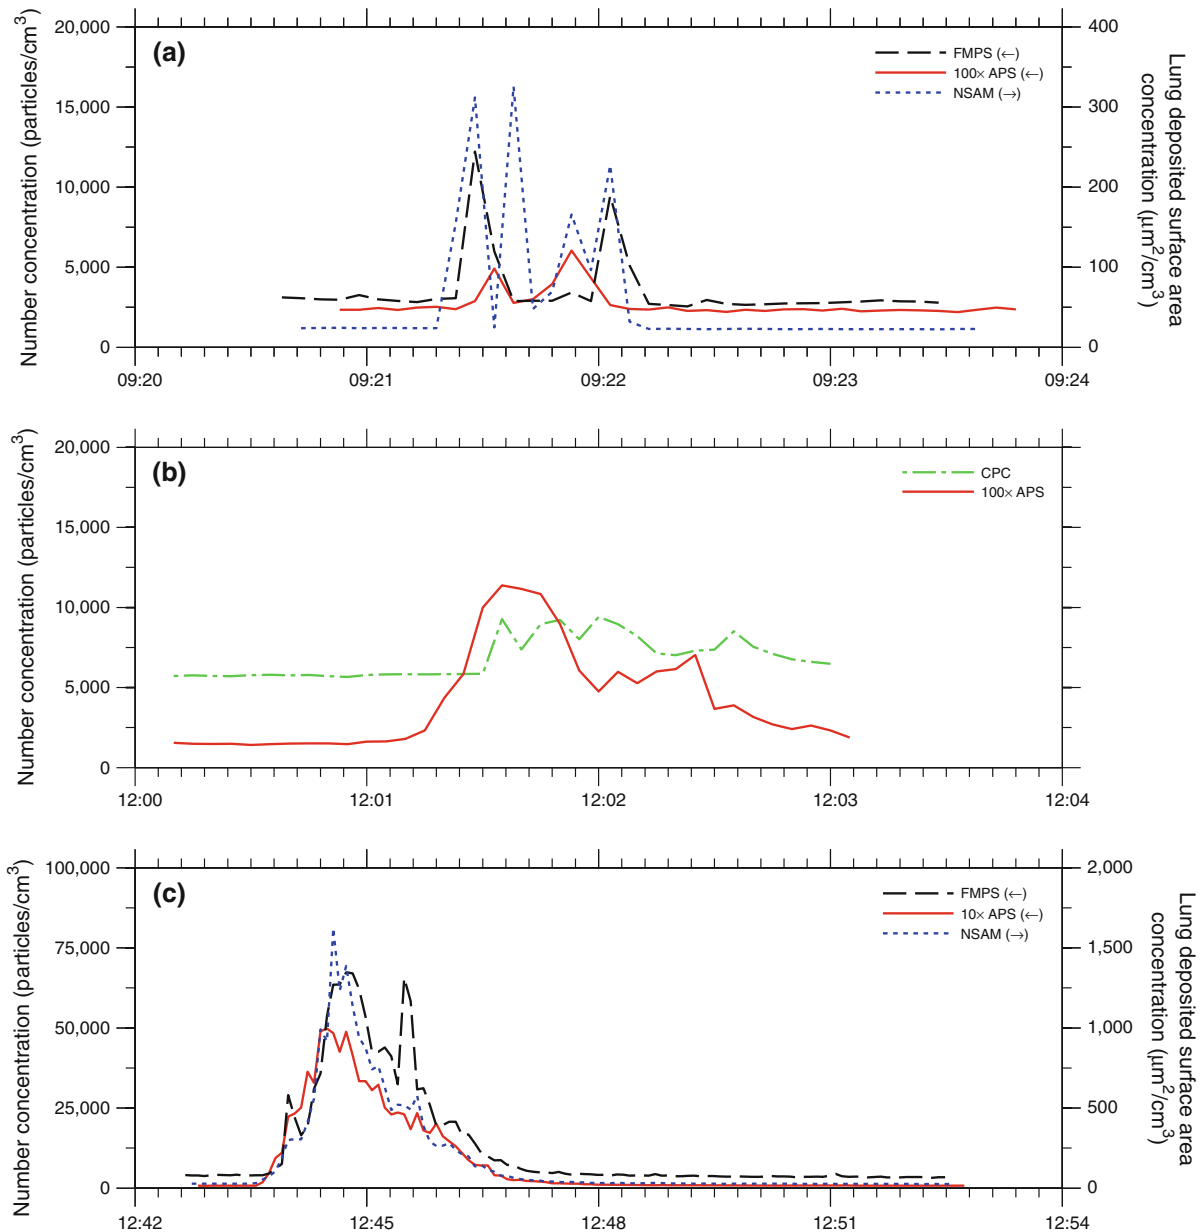 (a)
Number concentration (particles/cm³)
20,000
15,000
10,000
5,000
0
FMPS (←)
100× APS (←)
NSAM (→)
400
300
200
100
0
Lung deposited surface area
concentration (μm²/cm³)
09:20 09:21 09:22 09:23 09:24
(b)
Number concentration (particles/cm³)
20,000
15,000
10,000
5,000
0
CPC
100× APS
12:00 12:01 12:02 12:03 12:04
(c)
Number concentration (particles/cm³)
100,000
75,000
50,000
25,000
0
FMPS (←)
10× APS (←)
NSAM (→)
2,000
1,500
1,000
500
0
Lung deposited surface area
concentration (μm²/cm³)
12:42 12:45 12:48 12:51 12:54